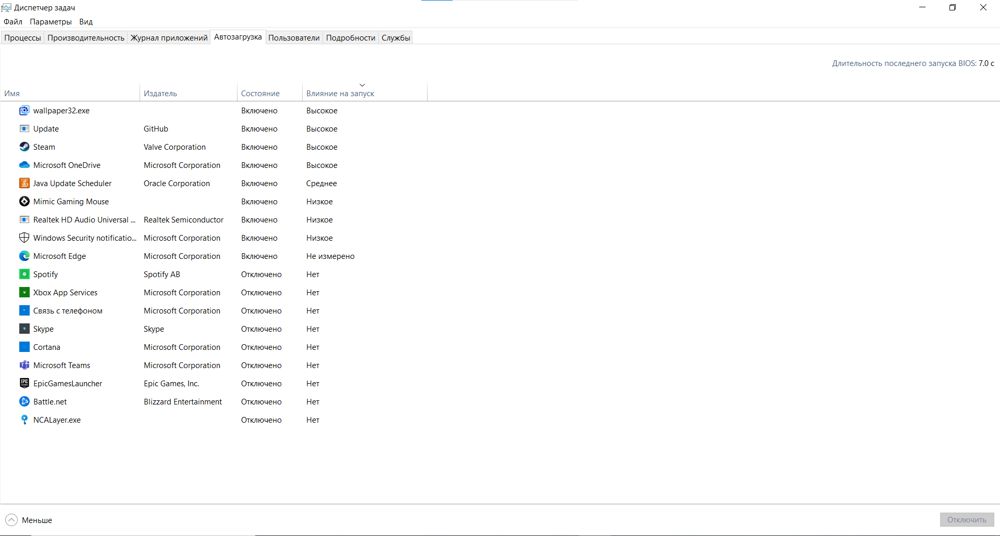 Диспетчер задач
Файл Параметры Вид
Процессы Производительность Журнал приложений Автозагрузка Пользователи Подробности Службы
Длительность последнего запуска BIOS: 7.0 с
Имя Издатель Состояние Влияние на запуск
wallpaper32.exe Включено Высокое
Update GitHub Включено Высокое
Steam Valve Corporation Включено Высокое
Microsoft OneDrive Microsoft Corporation Включено Высокое
Java Update Scheduler Oracle Corporation Включено Среднее
Mimic Gaming Mouse Включено Низкое
Realtek HD Audio Universal ... Realtek Semiconductor Включено Низкое
Windows Security notificatio... Microsoft Corporation Включено Низкое
Microsoft Edge Microsoft Corporation Включено Не измерено
Spotify Spotify AB Отключено Нет
Xbox App Services Microsoft Corporation Отключено Нет
Связь с телефоном Microsoft Corporation Отключено Нет
Skype Skype Отключено Нет
Cortana Microsoft Corporation Отключено Нет
Microsoft Teams Microsoft Corporation Отключено Нет
EpicGamesLauncher Epic Games, Inc. Отключено Нет
Battle.net Blizzard Entertainment Отключено Нет
NCALayer.exe Отключено Нет
Меньше Отключить